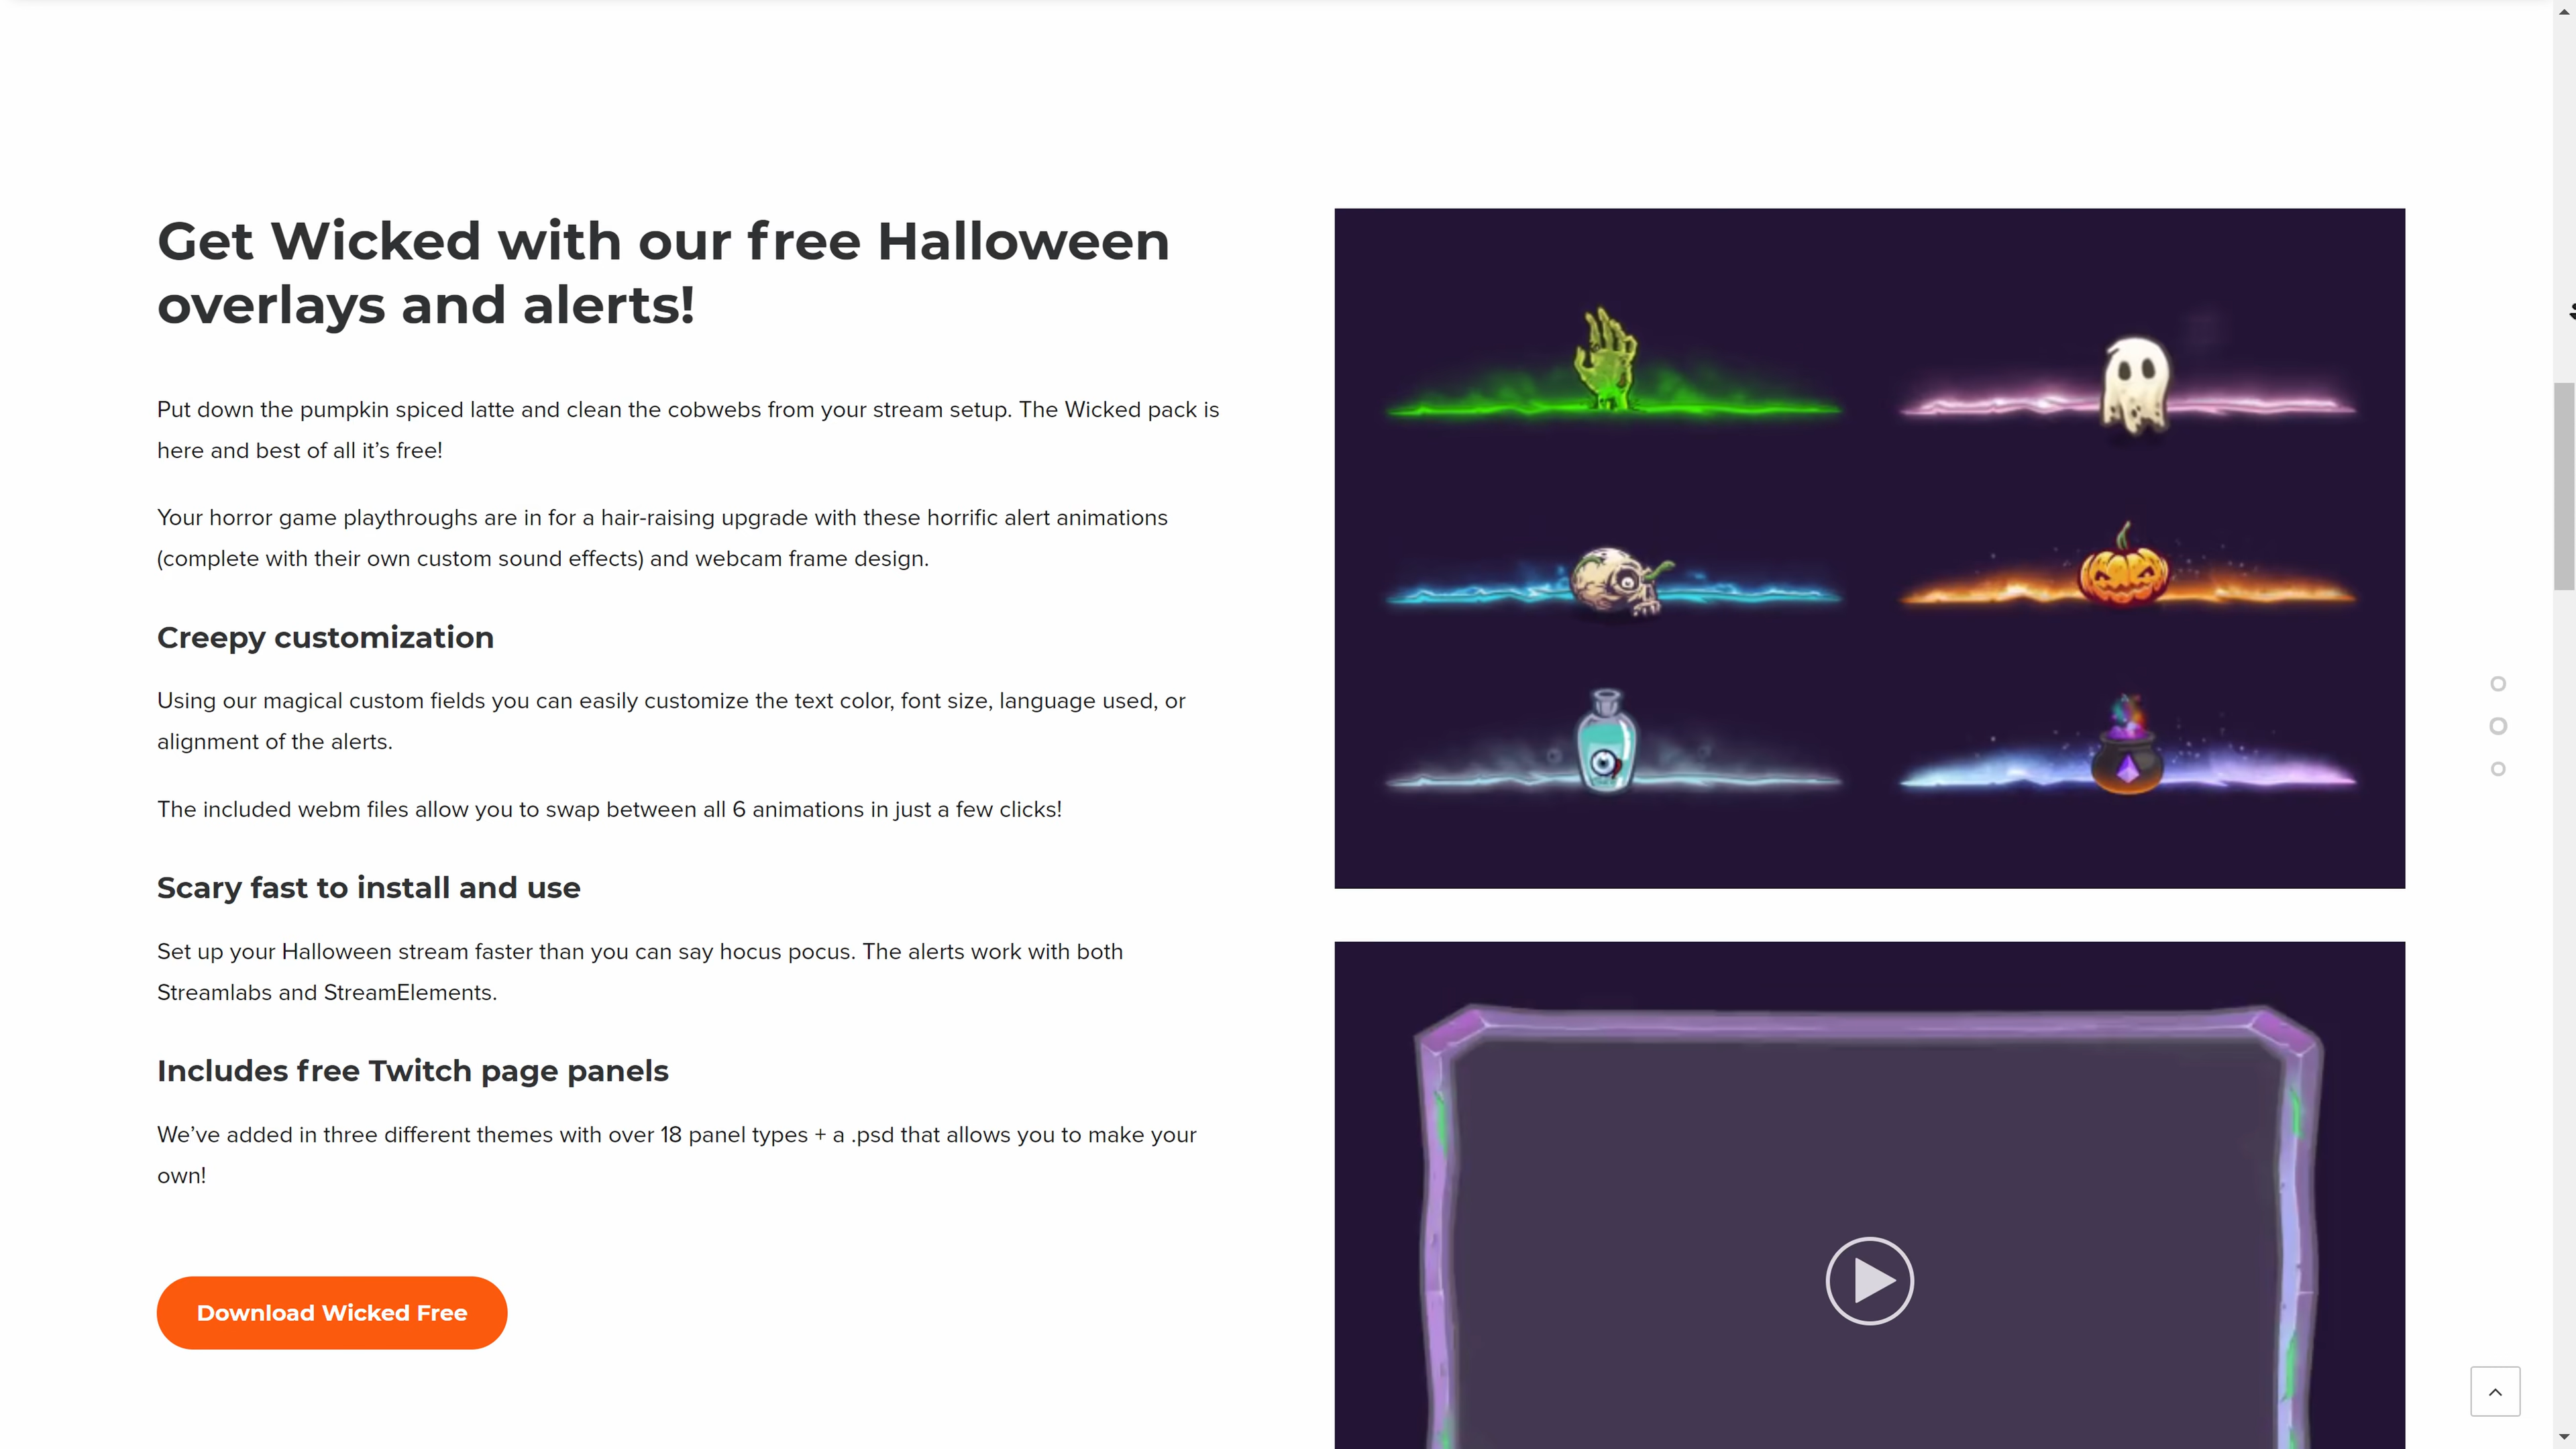 Get Wicked with our free Halloween
overlays and alerts!
Put down the pumpkin spiced latte and clean the cobwebs from your stream setup. The Wicked pack is
here and best of all it’s free!
Your horror game playthroughs are in for a hair-raising upgrade with these horrific alert animations
(complete with their own custom sound effects) and webcam frame design.
Creepy customization
Using our magical custom fields you can easily customize the text color, font size, language used, or
alignment of the alerts.
The included webm files allow you to swap between all 6 animations in just a few clicks!
Scary fast to install and use
Set up your Halloween stream faster than you can say hocus pocus. The alerts work with both
Streamlabs and StreamElements.
Includes free Twitch page panels
We’ve added in three different themes with over 18 panel types + a .psd that allows you to make your
own!
Download Wicked Free